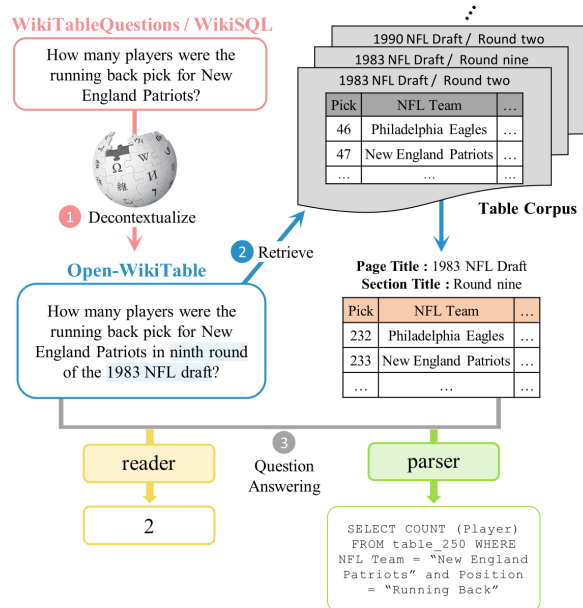 WikiTableQuestions / WikiSQL
How many players were the
running back pick for New
England Patriots?
Ω W И 維 7
1 Decontextualize
Open-WikiTable
How many players were the
running back pick for New
England Patriots in ninth round
of the 1983 NFL draft?
2 Retrieve
1990 NFL Draft / Round two
1983 NFL Draft / Round nine
1983 NFL Draft / Round two
Pick NFL Team ...
46 Philadelphia Eagles ...
47 New England Patriots ...
... ... ...
Table Corpus
Page Title : 1983 NFL Draft
Section Title : Round nine
Pick NFL Team ...
232 Philadelphia Eagles ...
233 New England Patriots ...
... ... ...
3
Question
Answering
reader
2
parser
SELECT COUNT (Player)
FROM table_250 WHERE
NFL Team = “New England
Patriots” and Position
= “Running Back”